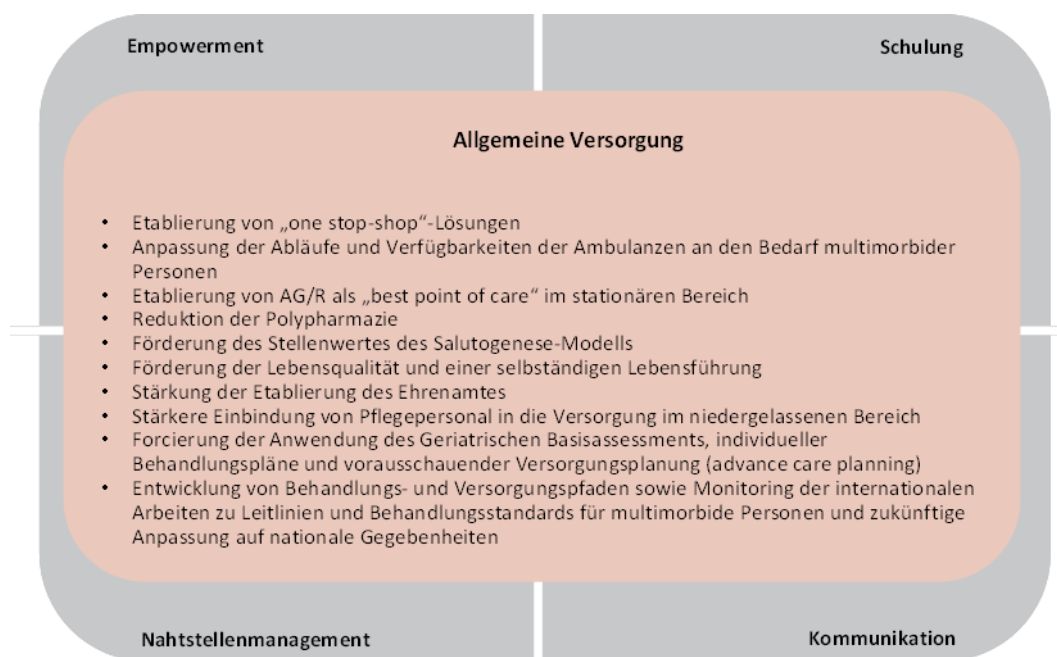 Empowerment
Schulung
Allgemeine Versorgung
• Etablierung von „one stop-shop“-Lösungen
• Anpassung der Abläufe und Verfügbarkeiten der Ambulanzen an den Bedarf multimorbider
Personen
• Etablierung von AG/R als „best point of care“ im stationären Bereich
• Reduktion der Polypharmazie
• Förderung des Stellenwertes des Salutogenese-Modells
• Förderung der Lebensqualität und einer selbständigen Lebensführung
• Stärkung der Etablierung des Ehrenamtes
• Stärkere Einbindung von Pflegepersonal in die Versorgung im niedergelassenen Bereich
• Forcierung der Anwendung des Geriatrischen Basisassessments, individueller
Behandlungspläne und vorausschauender Versorgungsplanung (advance care planning)
• Entwicklung von Behandlungs- und Versorgungspfaden sowie Monitoring der internationalen
Arbeiten zu Leitlinien und Behandlungsstandards für multimorbide Personen und zukünftige
Anpassung auf nationale Gegebenheiten
Nahtstellenmanagement
Kommunikation